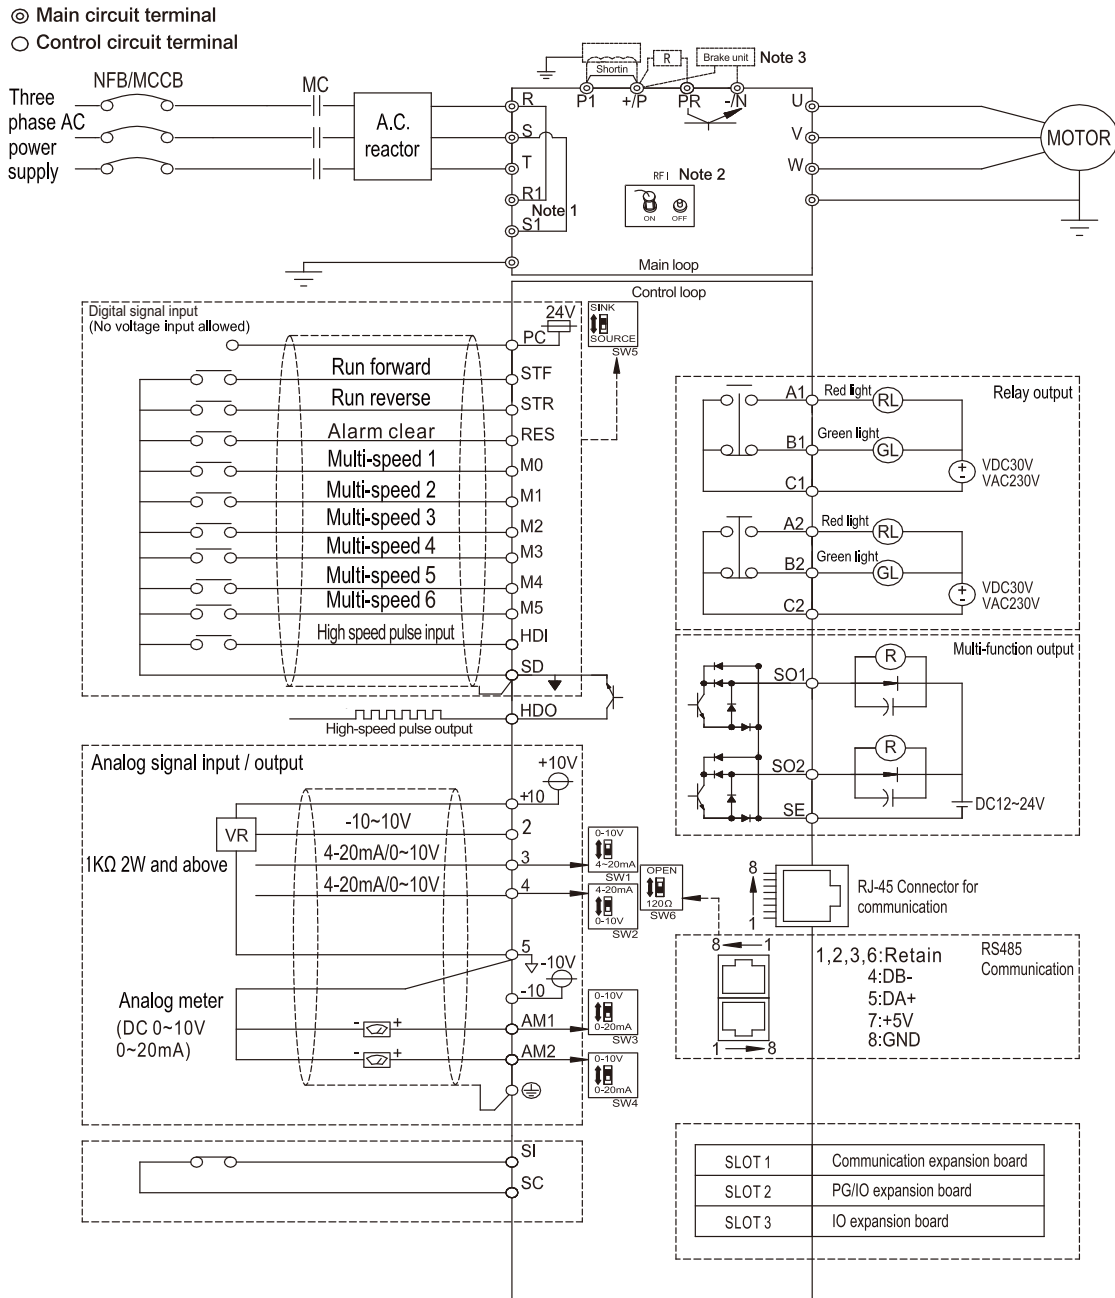 Main circuit terminal
Control circuit terminal
NFB/MCCB
MC
Three
phase AC
power
supply
A.C.
reactor
Shortin
R
Brake unit
Note 3
P1
+/P
PR
-/N
R
S
T
R1
Note 1
S1
RFI
Note 2
ON
OFF
U
V
W
MOTOR
Main loop
Control loop
Digital signal input
(No voltage input allowed)
24V
PC
SINK
SOURCE
SW5
Run forward
STF
Run reverse
STR
Alarm clear
RES
Multi-speed 1
M0
Multi-speed 2
M1
Multi-speed 3
M2
Multi-speed 4
M3
Multi-speed 5
M4
Multi-speed 6
M5
High speed pulse input
HDI
SD
HDO
High-speed pulse output
A1
Red light
RL
Relay output
B1
Green light
GL
VDC30V
VAC230V
C1
A2
Red light
RL
B2
Green light
GL
VDC30V
VAC230V
C2
Multi-function output
R
SO1
R
SO2
SE
DC12~24V
Analog signal input / output
+10V
+10
VR
-10~10V
2
1KΩ 2W and above
4-20mA/0~10V
3
4-20mA/0~10V
4
0-10V
4~20mA
SW1
4-20mA
0-10V
SW2
OPEN
120Ω
SW6
5
-10V
-10
Analog meter
(DC 0~10V
0~20mA)
- +
AM1
0-10V
0-20mA
SW3
- +
AM2
0-10V
0-20mA
SW4
8
1
RJ-45 Connector for
communication
8
1
1
8
1,2,3,6:Retain
4:DB-
5:DA+
7:+5V
8:GND
RS485
Communication
SI
SC
SLOT 1 Communication expansion board
SLOT 2 PG/IO expansion board
SLOT 3 IO expansion board